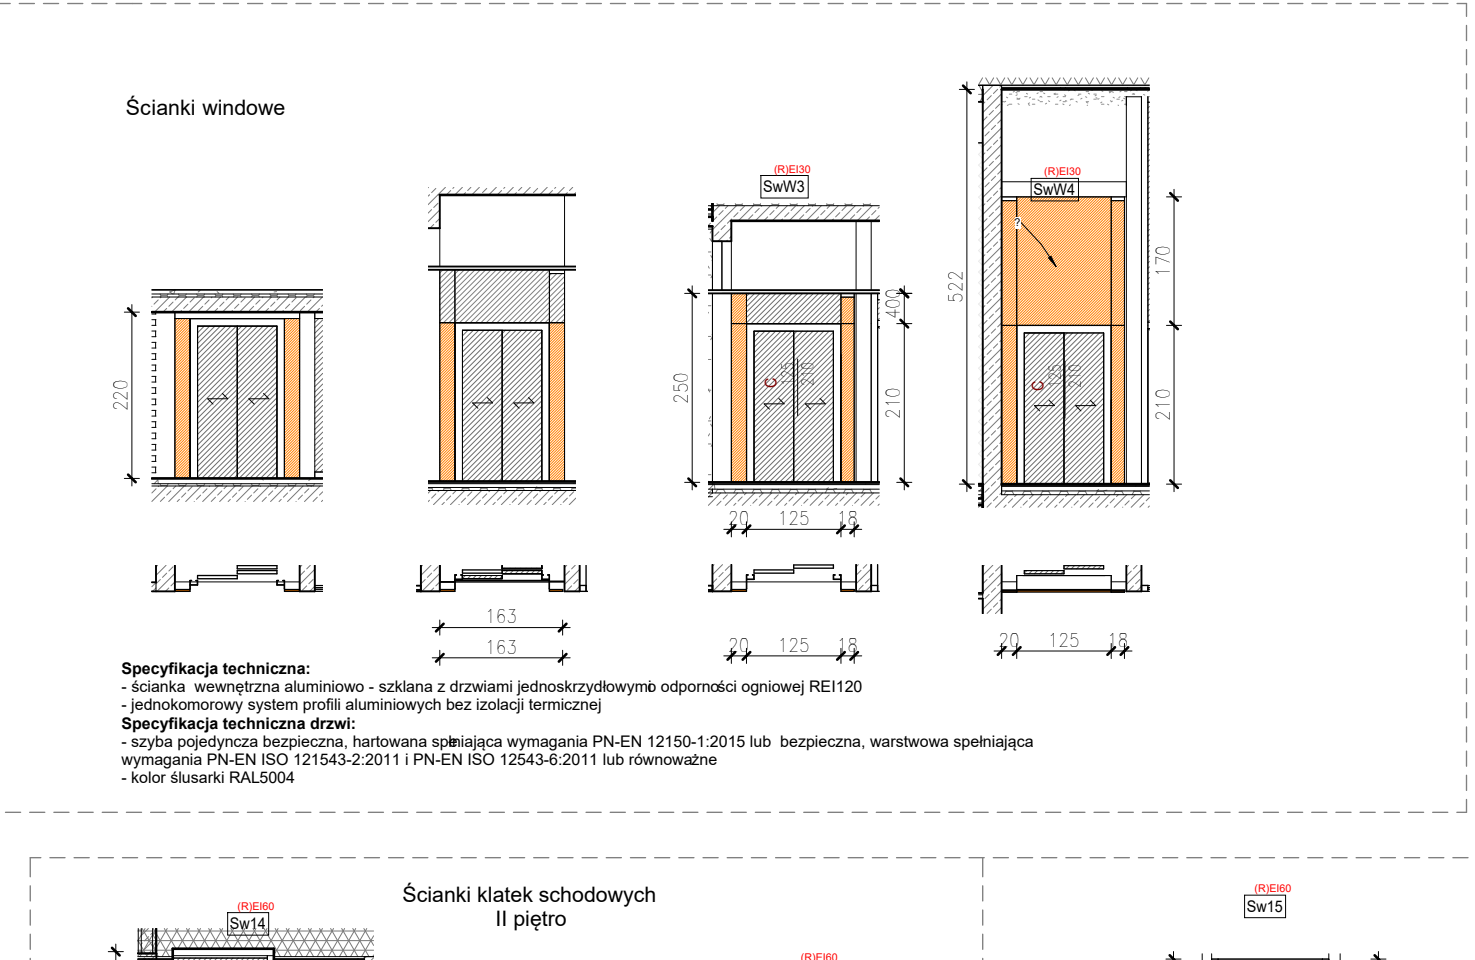 Ścianki windowe
(R)EI30
SwW3
(R)EI30
SwW4
?
522
170
400
220
250
210
210
C
125
210
C
125
210
20 125 18
163
163
20 125 18
20 125 18
Specyfikacja techniczna:
- ścianka wewnętrzna aluminiowo - szklana z drzwiami jednoskrzydłowymi o odporności ogniowej REI120
- jednokomorowy system profili aluminiowych bez izolacji termicznej
Specyfikacja techniczna drzwi:
- szyba pojedyncza bezpieczna, hartowana spełniająca wymagania PN-EN 12150-1:2015 lub bezpieczna, warstwowa spełniająca
wymagania PN-EN ISO 121543-2:2011 i PN-EN ISO 12543-6:2011 lub równoważne
- kolor ślusarki RAL5004
Ścianki klatek schodowych
II piętro
(R)EI60
Sw14
(R)EI60
(R)EI60
Sw15